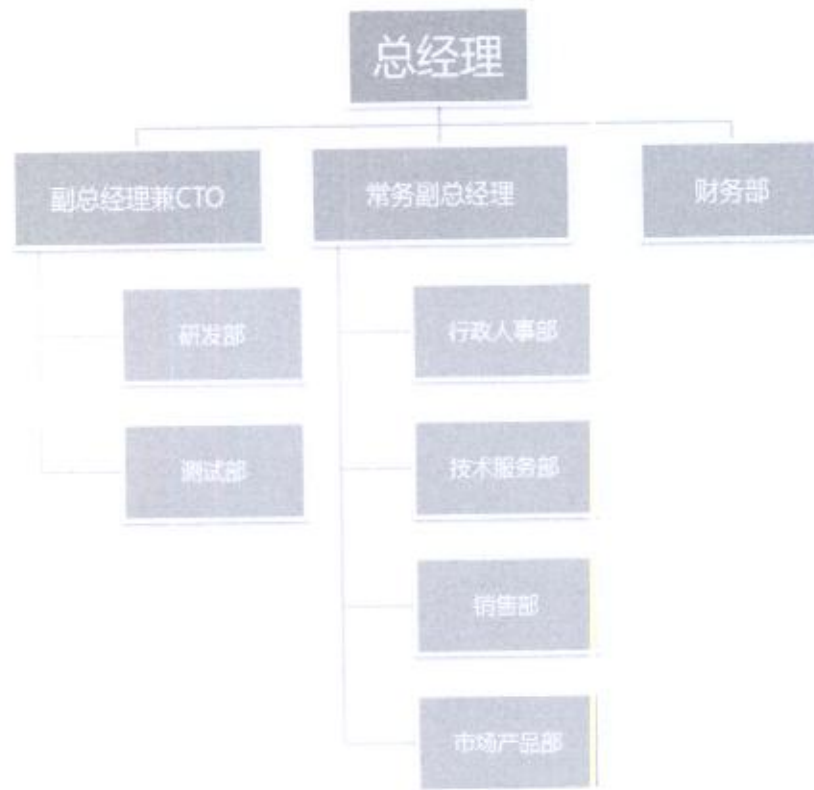 总经理
副总经理兼CTO
常务副总经理
财务部
研发部
行政人事部
测试部
技术服务部
销售部
市场产品部